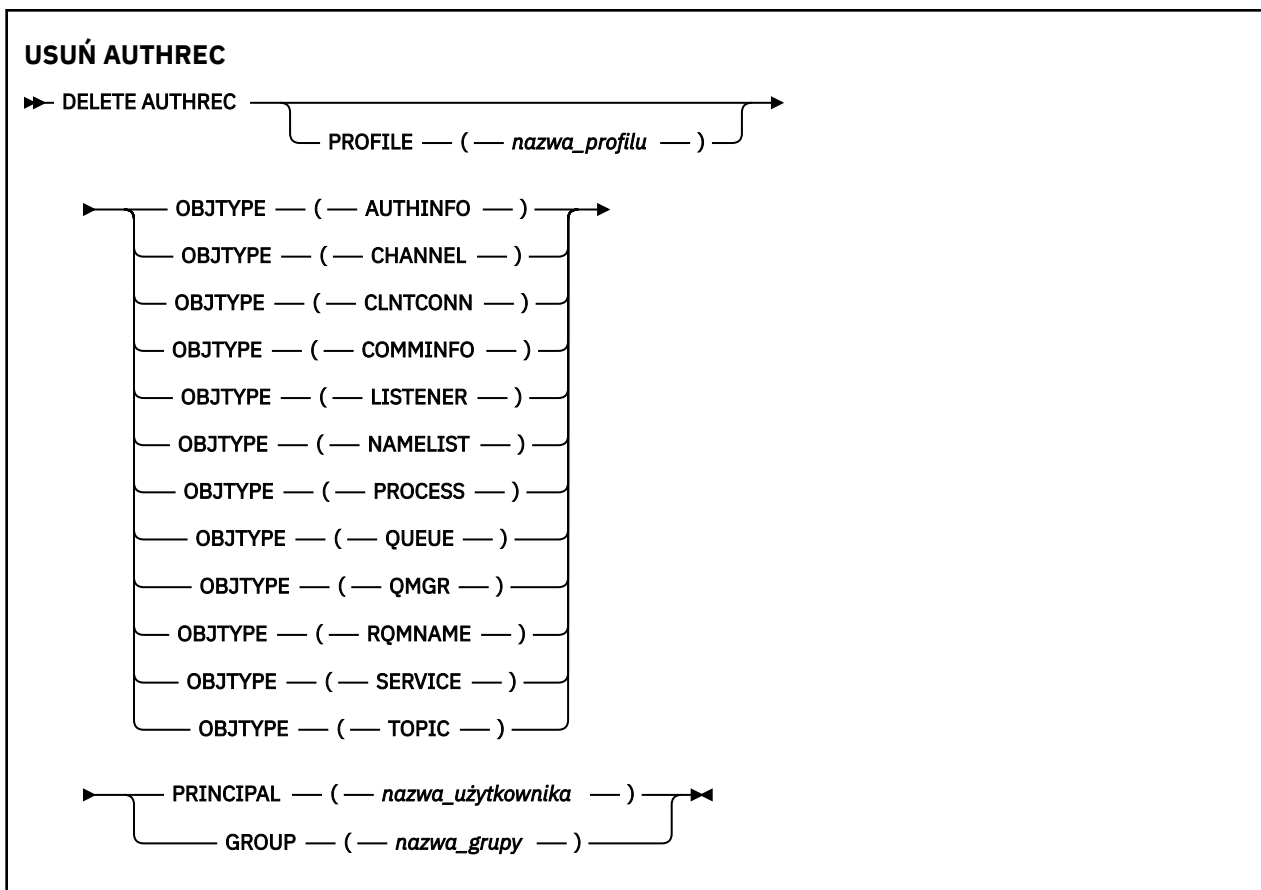 USUŃ AUTHREC
DELETE AUTHREC
PROFILE ( nazwa_profilu )
OBJTYPE ( AUTHINFO )
OBJTYPE ( CHANNEL )
OBJTYPE ( CLNTCONN )
OBJTYPE ( COMMINFO )
OBJTYPE ( LISTENER )
OBJTYPE ( NAMELIST )
OBJTYPE ( PROCESS )
OBJTYPE ( QUEUE )
OBJTYPE ( QMGR )
OBJTYPE ( RQMNAME )
OBJTYPE ( SERVICE )
OBJTYPE ( TOPIC )
PRINCIPAL ( nazwa_użytkownika )
GROUP ( nazwa_grupy )